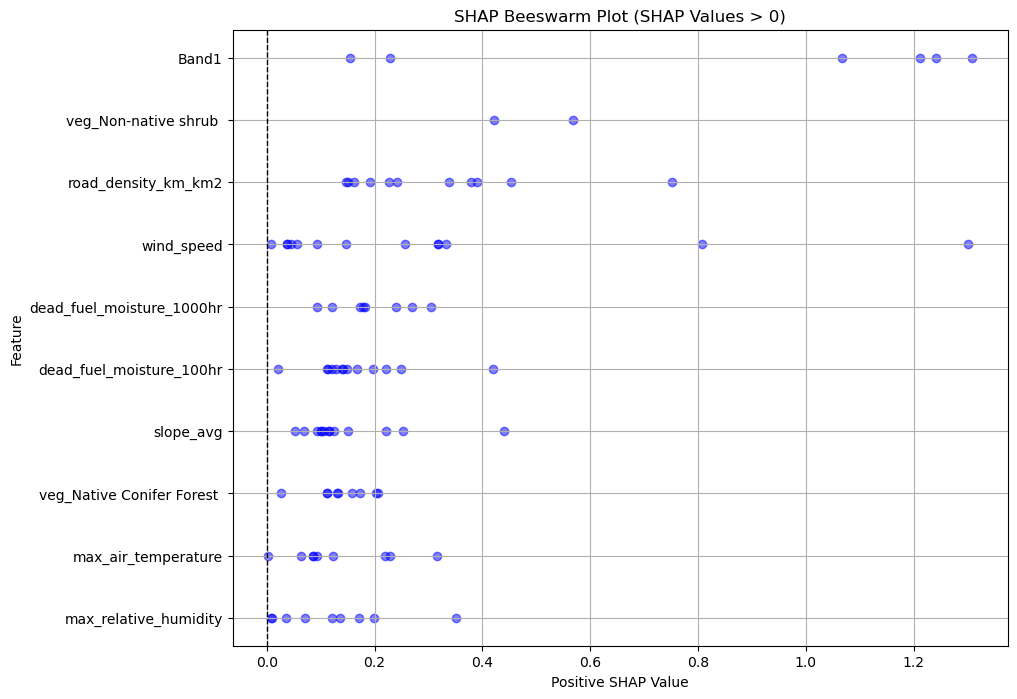 SHAP Beeswarm Plot (SHAP Values > 0)
Feature
Band1
veg_Non-native shrub
road_density_km_km2
wind_speed
dead_fuel_moisture_1000hr
dead_fuel_moisture_100hr
slope_avg
veg_Native Conifer Forest
max_air_temperature
max_relative_humidity
0.0 0.2 0.4 0.6 0.8 1.0 1.2
Positive SHAP Value